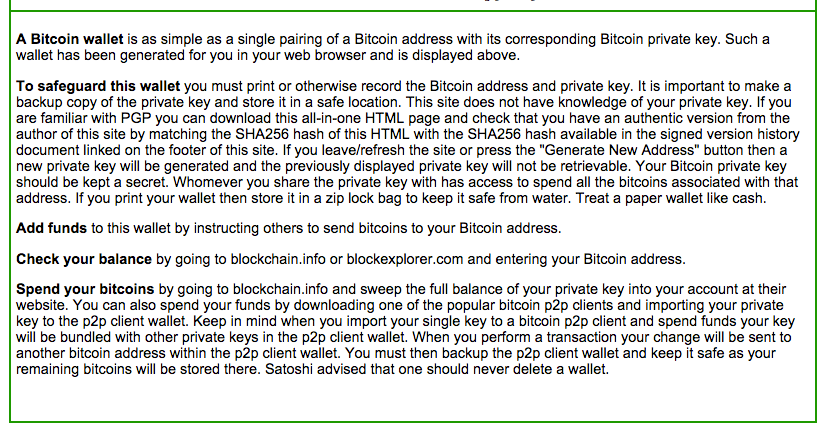 A Bitcoin wallet is as simple as a single pairing of a Bitcoin address with its corresponding Bitcoin private key. Such a
wallet has been generated for you in your web browser and is displayed above.
To safeguard this wallet you must print or otherwise record the Bitcoin address and private key. It is important to make a
backup copy of the private key and store it in a safe location. This site does not have knowledge of your private key. If you
are familiar with PGP you can download this all-in-one HTML page and check that you have an authentic version from the
author of this site by matching the SHA256 hash of this HTML with the SHA256 hash available in the signed version history
document linked on the footer of this site. If you leave/refresh the site or press the "Generate New Address" button then a
new private key will be generated and the previously displayed private key will not be retrievable. Your Bitcoin private key
should be kept a secret. Whomever you share the private key with has access to spend all the bitcoins associated with that
address. If you print your wallet then store it in a zip lock bag to keep it safe from water. Treat a paper wallet like cash.
Add funds to this wallet by instructing others to send bitcoins to your Bitcoin address.
Check your balance by going to blockchain.info or blockexplorer.com and entering your Bitcoin address.
Spend your bitcoins by going to blockchain.info and sweep the full balance of your private key into your account at their
website. You can also spend your funds by downloading one of the popular bitcoin p2p clients and importing your private
key to the p2p client wallet. Keep in mind when you import your single key to a bitcoin p2p client and spend funds your key
will be bundled with other private keys in the p2p client wallet. When you perform a transaction your change will be sent to
another bitcoin address within the p2p client wallet. You must then backup the p2p client wallet and keep it safe as your
remaining bitcoins will be stored there. Satoshi advised that one should never delete a wallet.